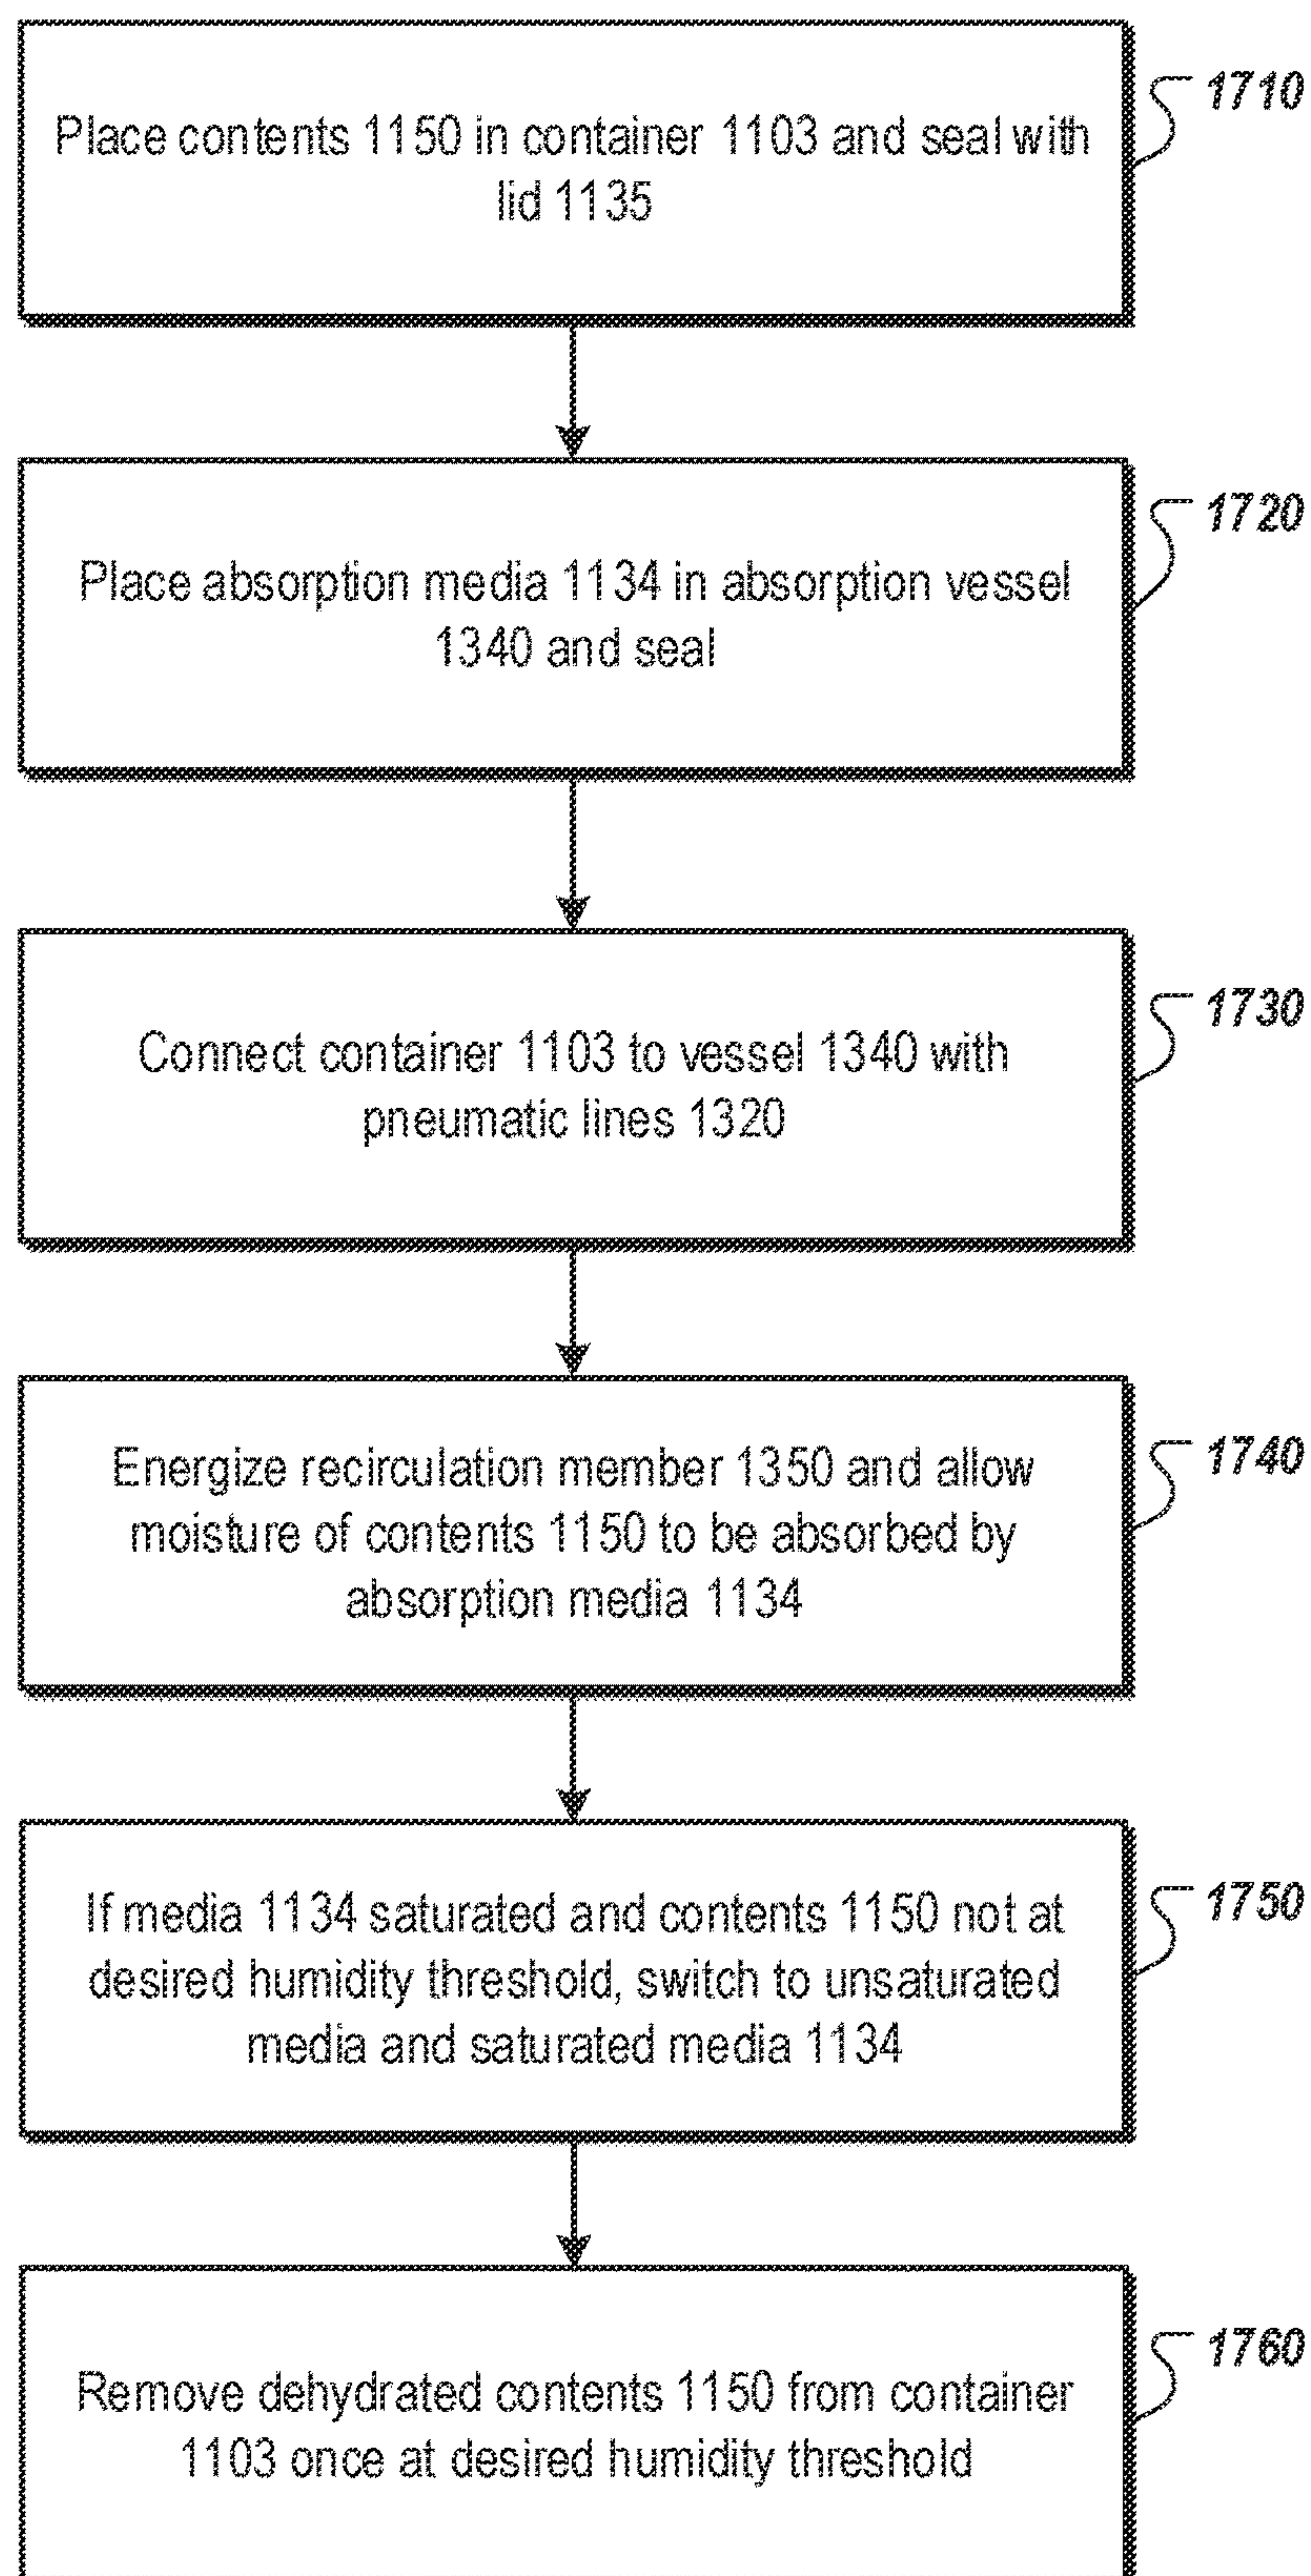 Place contents 1150 in container 1103 and seal with
lid 1135
1710
Place absorption media 1134 in absorption vessel
1340 and seal
1720
Connect container 1103 to vessel 1340 with
pneumatic lines 1320
1730
Energize recirculation member 1350 and allow
moisture of contents 1150 to be absorbed by
absorption media 1134
1740
If media 1134 saturated and contents 1150 not at
desired humidity threshold, switch to unsaturated
media and saturated media 1134
1750
Remove dehydrated contents 1150 from container
1103 once at desired humidity threshold
1760